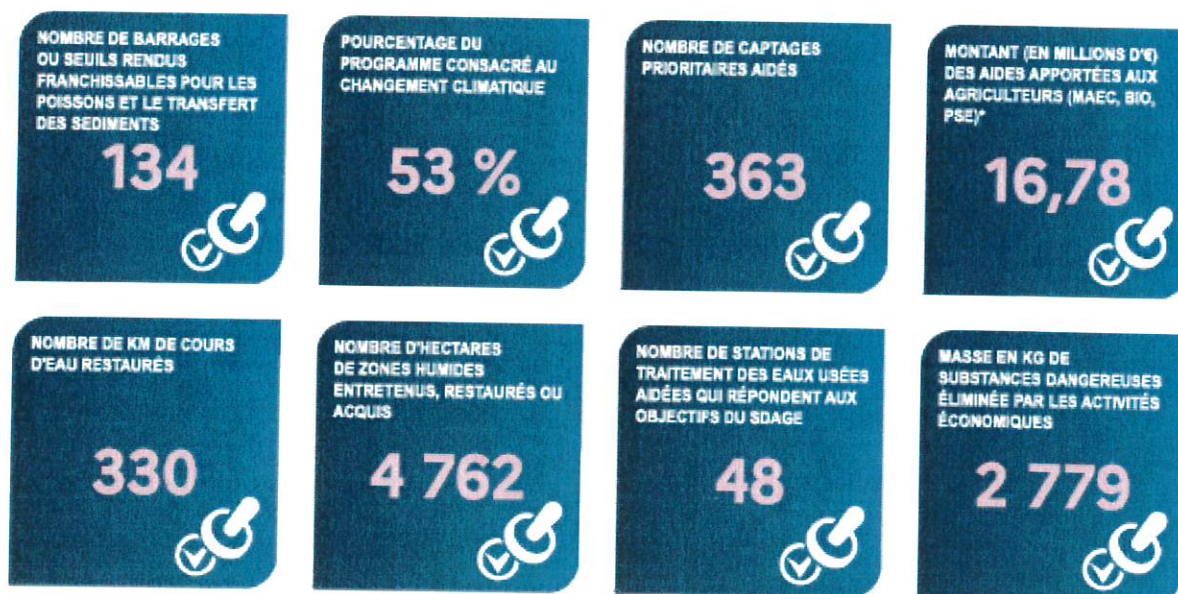 NOMBRE DE BARRAGES
OU SEUILS RENDUS
FRANCHISSABLES POUR LES
POISSONS ET LE TRANSFERT
DES SEDIMENTS
134
POURCENTAGE DU
PROGRAMME CONSACRÉ AU
CHANGEMENT CLIMATIQUE
53 %
NOMBRE DE CAPTAGES
PRIORITAIRES AIDÉS
363
MONTANT (EN MILLIONS D'€)
DES AIDES APPORTÉES AUX
AGRICULTEURS (MAEC, BIO,
PSE)*
16,78
NOMBRE DE KM DE COURS
D'EAU RESTAURÉS
330
NOMBRE D'HECTARES
DE ZONES HUMIDES
ENTRETENUS, RESTAURÉS OU
ACQUIS
4 762
NOMBRE DE STATIONS DE
TRAITEMENT DES EAUX USÉES
AIDÉES QUI RÉPONDENT AUX
OBJECTIFS DU SDAGE
48
MASSE EN KG DE
SUBSTANCES DANGEREUSES
ÉLIMINÉE PAR LES ACTIVITÉS
ÉCONOMIQUES
2 779